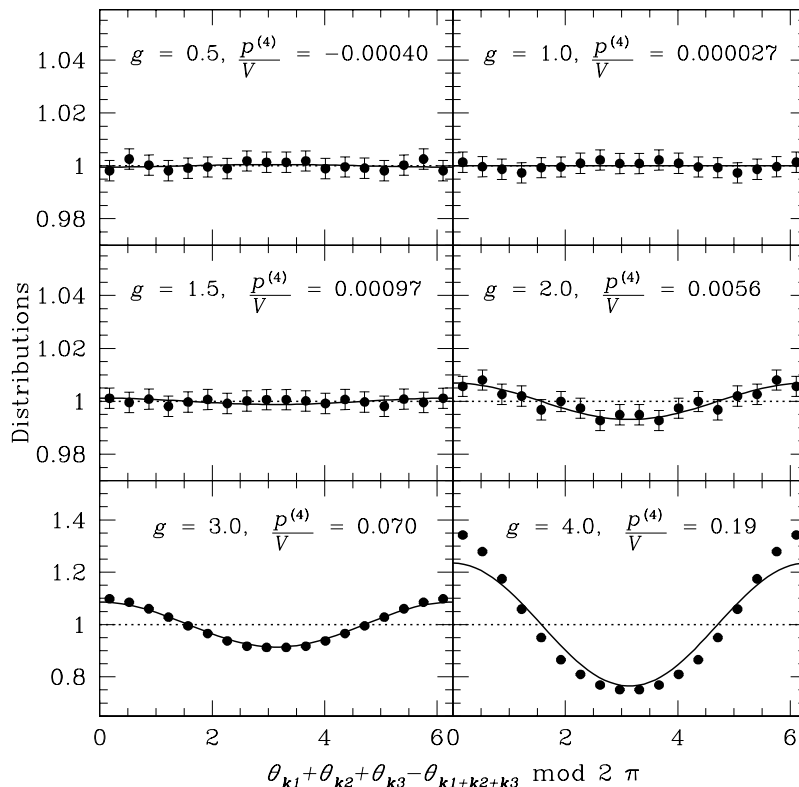 g = 0.5, p(4)/V = −0.00040
g = 1.0, p(4)/V = 0.000027
1.04
1.02
1
0.98
g = 1.5, p(4)/V = 0.00097
g = 2.0, p(4)/V = 0.0056
1.04
1.02
1
0.98
Distributions
g = 3.0, p(4)/V = 0.070
g = 4.0, p(4)/V = 0.19
1.4
1.2
1
0.8
0 2 4 6 0 2 4 6
θk1+θk2+θk3−θk1+k2+k3 mod 2 π